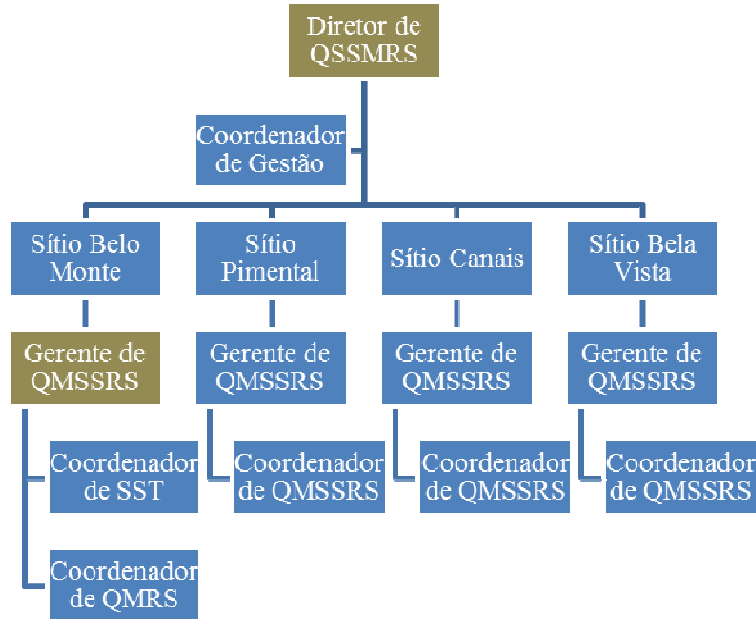 Diretor de
QSSMRS
Coordenador
de Gestão
Sítio Belo
Monte
Sítio
Pimental
Sítio Canais
Sítio Bela
Vista
Gerente de
QMSSRS
Gerente de
QMSSRS
Gerente de
QMSSRS
Gerente de
QMSSRS
Coordenador
de SST
Coordenador
de QMSSRS
Coordenador
de QMSSRS
Coordenador
de QMSSRS
Coordenador
de QMRS